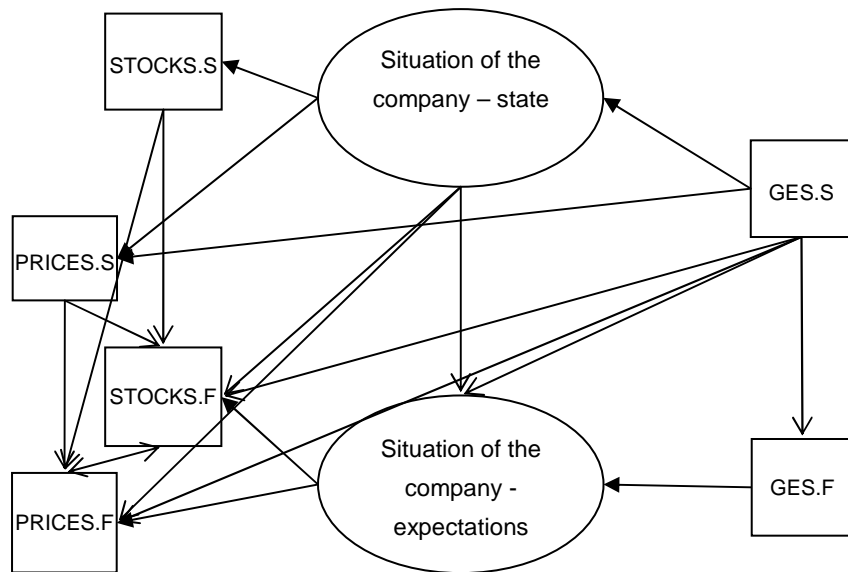 STOCKS.S
Situation of the
company – state
GES.S
PRICES.S
STOCKS.F
Situation of the
company -
expectations
GES.F
PRICES.F